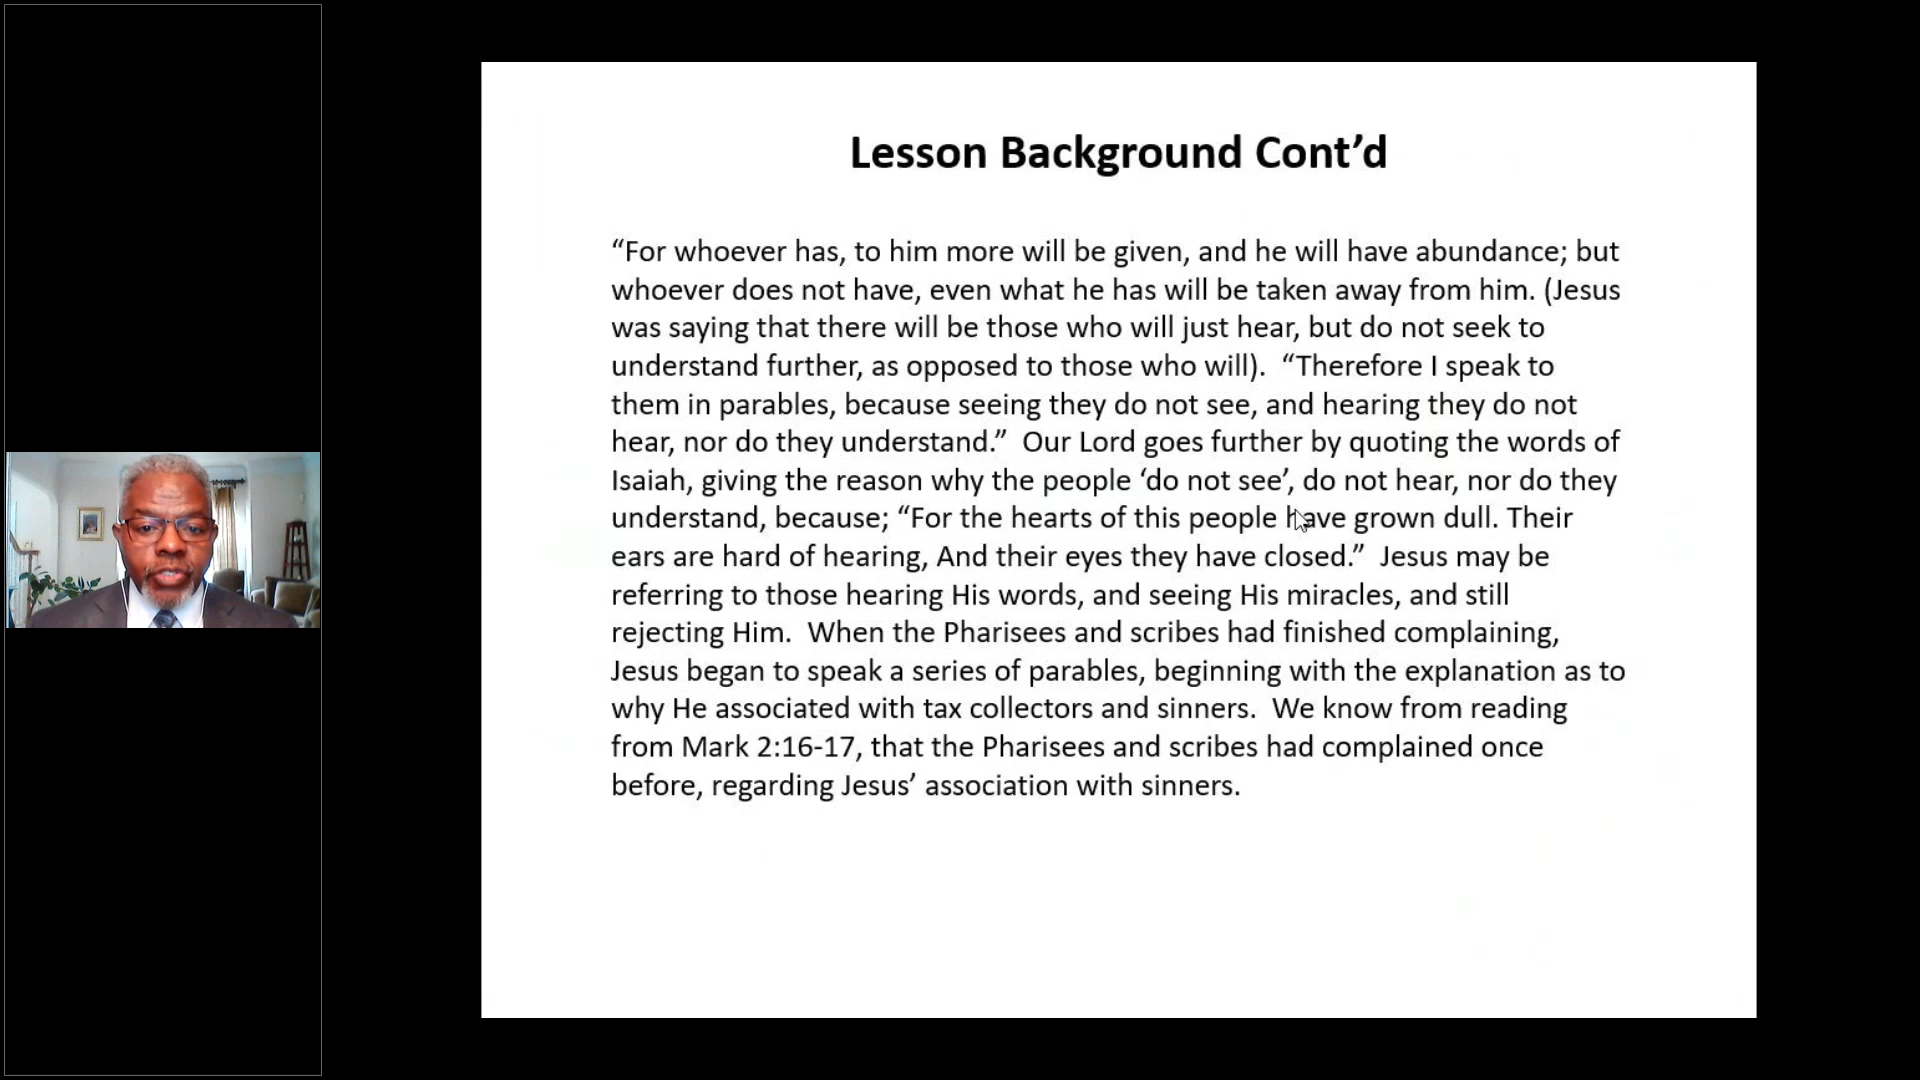 Lesson Background Cont’d
“For whoever has, to him more will be given, and he will have abundance; but
whoever does not have, even what he has will be taken away from him. (Jesus
was saying that there will be those who will just hear, but do not seek to
understand further, as opposed to those who will).  “Therefore I speak to
them in parables, because seeing they do not see, and hearing they do not
hear, nor do they understand.”  Our Lord goes further by quoting the words of
Isaiah, giving the reason why the people ‘do not see’, do not hear, nor do they
understand, because; “For the hearts of this people have grown dull. Their
ears are hard of hearing, And their eyes they have closed.”  Jesus may be
referring to those hearing His words, and seeing His miracles, and still
rejecting Him.  When the Pharisees and scribes had finished complaining,
Jesus began to speak a series of parables, beginning with the explanation as to
why He associated with tax collectors and sinners.  We know from reading
from Mark 2:16-17, that the Pharisees and scribes had complained once
before, regarding Jesus’ association with sinners.